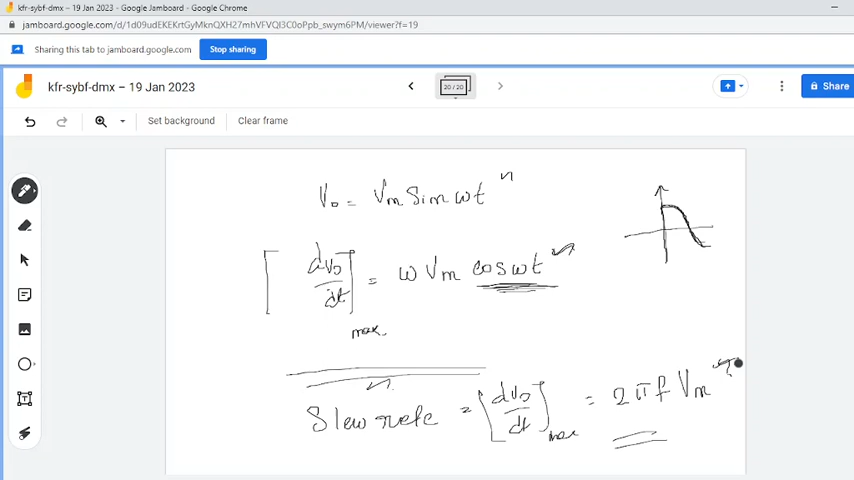 kfr-sybf-dmx – 19 Jan 2023 - Google Jamboard - Google Chrome
jamboard.google.com/d/1d09udEKEKrtGyMknQXH27mhVFVQI3C0oPpb_swym6PM/viewer?f=19
Sharing this tab to jamboard.google.com Stop sharing
kfr-sybf-dmx – 19 Jan 2023 20 / 20 Share
Set background Clear frame
V₀ = Vm Sin ωt
[dv₀/dt]max = ω Vm cos ωt
Slew rate = [dv₀/dt]max = 2πf Vm